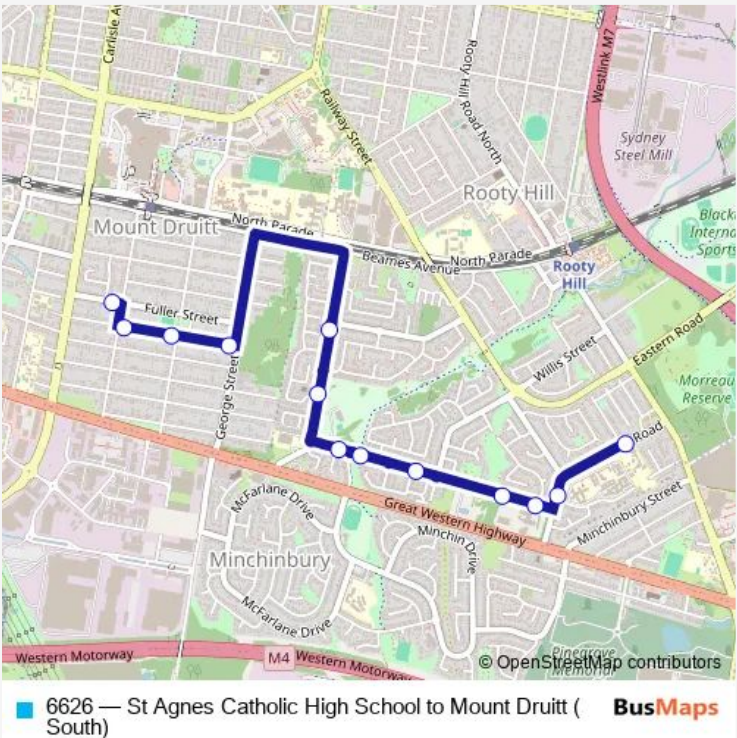 Carlisle A
Westlink M7
Rooty Hill Road North
Railway Street
Sydney
Steel Mill
Rooty Hill
Mount Druitt
North Parade
Beames Avenue
North Parade
Rooty
Hill
Black
Interna
Sports
Fuller Street
Eastern Road
Willis Street
Morreau
Reserve
George Street
Road
McFarlane Drive
Great Western Highway
Minchinbury Street
Minchin Drive
Minchinbury
McFarlane Drive
Western Motorway
M4
Western Motorway
Pinegrove
Memorial
© OpenStreetMap contributors
6626 — St Agnes Catholic High School to Mount Druitt (
South)
BusMaps